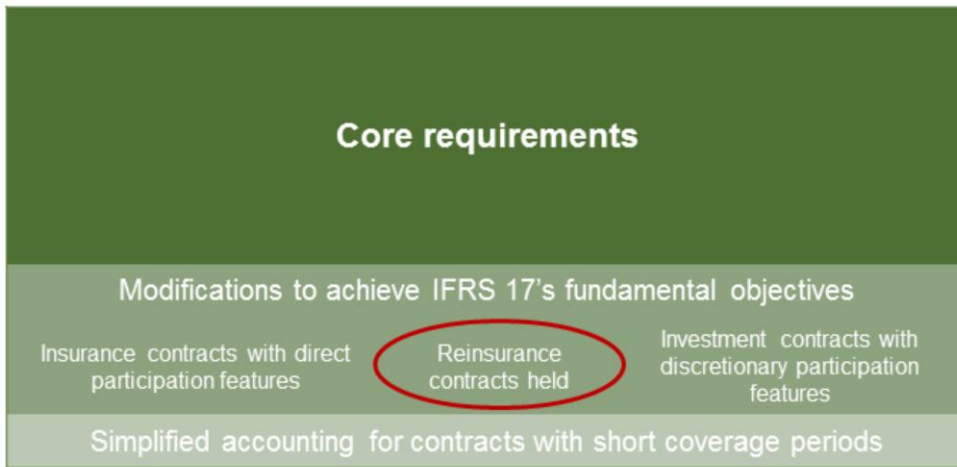 Core requirements
Modifications to achieve IFRS 17's fundamental objectives
Insurance contracts with direct
participation features
Reinsurance
contracts held
Investment contracts with
discretionary participation
features
Simplified accounting for contracts with short coverage periods